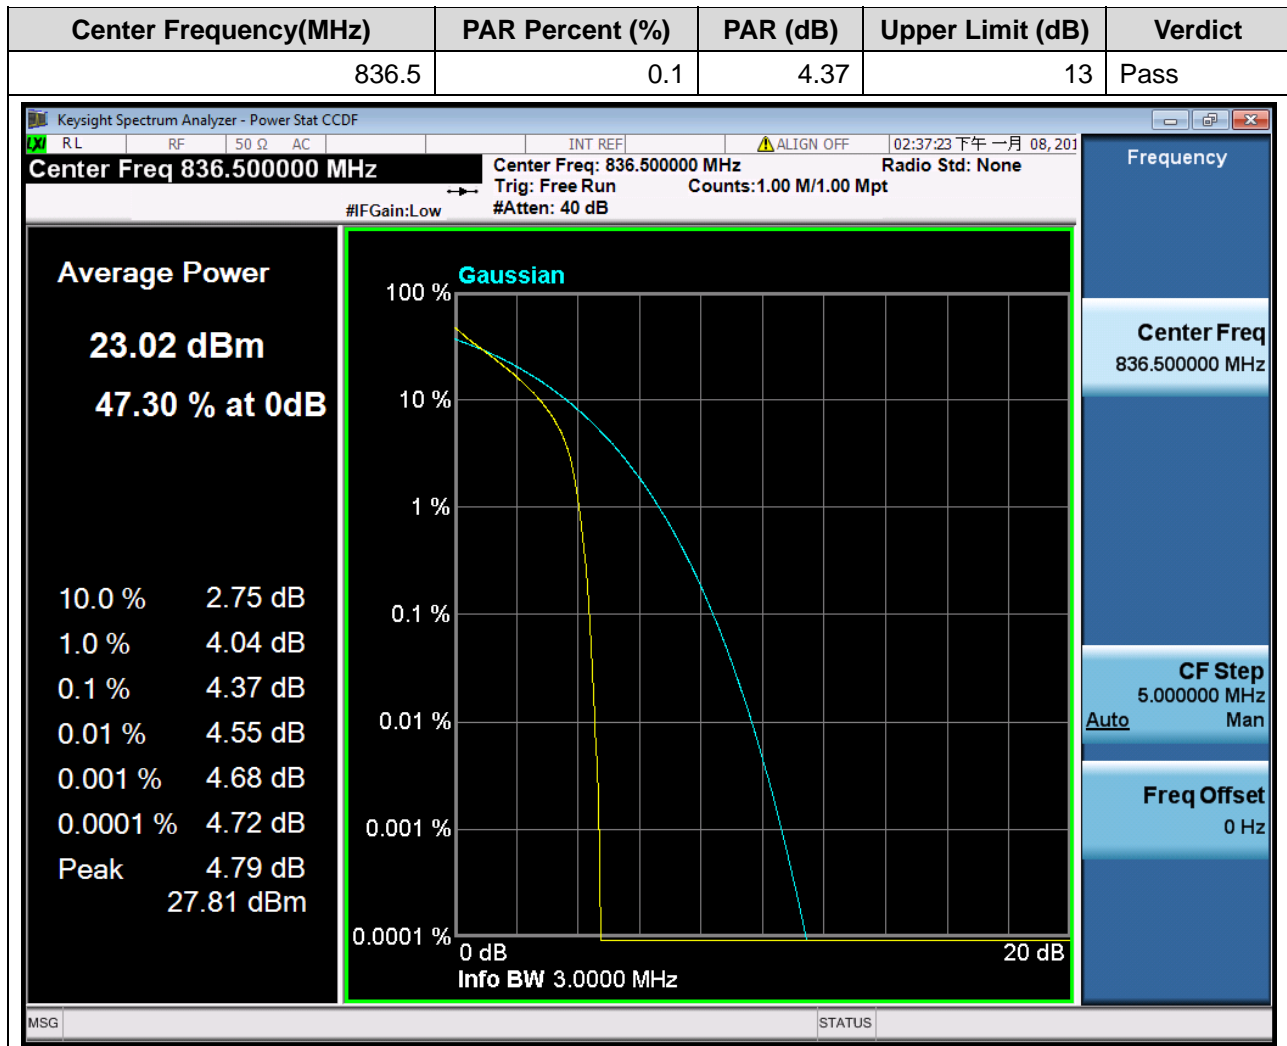 Center Frequency(MHz) PAR Percent (%) PAR (dB) Upper Limit (dB) Verdict
836.5 0.1 4.37 13 Pass
Keysight Spectrum Analyzer - Power Stat CCDF
LXI RL RF 50 Ω AC INT REF ALIGN OFF 02:37:23 下午 一月 08, 201
Center Freq 836.500000 MHz
Center Freq: 836.500000 MHz Radio Std: None
Trig: Free Run Counts:1.00 M/1.00 Mpt
#IFGain:Low #Atten: 40 dB
Average Power
23.02 dBm
47.30 % at 0dB
10.0 % 2.75 dB
1.0 % 4.04 dB
0.1 % 4.37 dB
0.01 % 4.55 dB
0.001 % 4.68 dB
0.0001 % 4.72 dB
Peak 4.79 dB
27.81 dBm
Gaussian
100 %
10 %
1 %
0.1 %
0.01 %
0.001 %
0.0001 %
0 dB 20 dB
Info BW 3.0000 MHz
Frequency
Center Freq
836.500000 MHz
CF Step
5.000000 MHz
Auto Man
Freq Offset
0 Hz
MSG STATUS